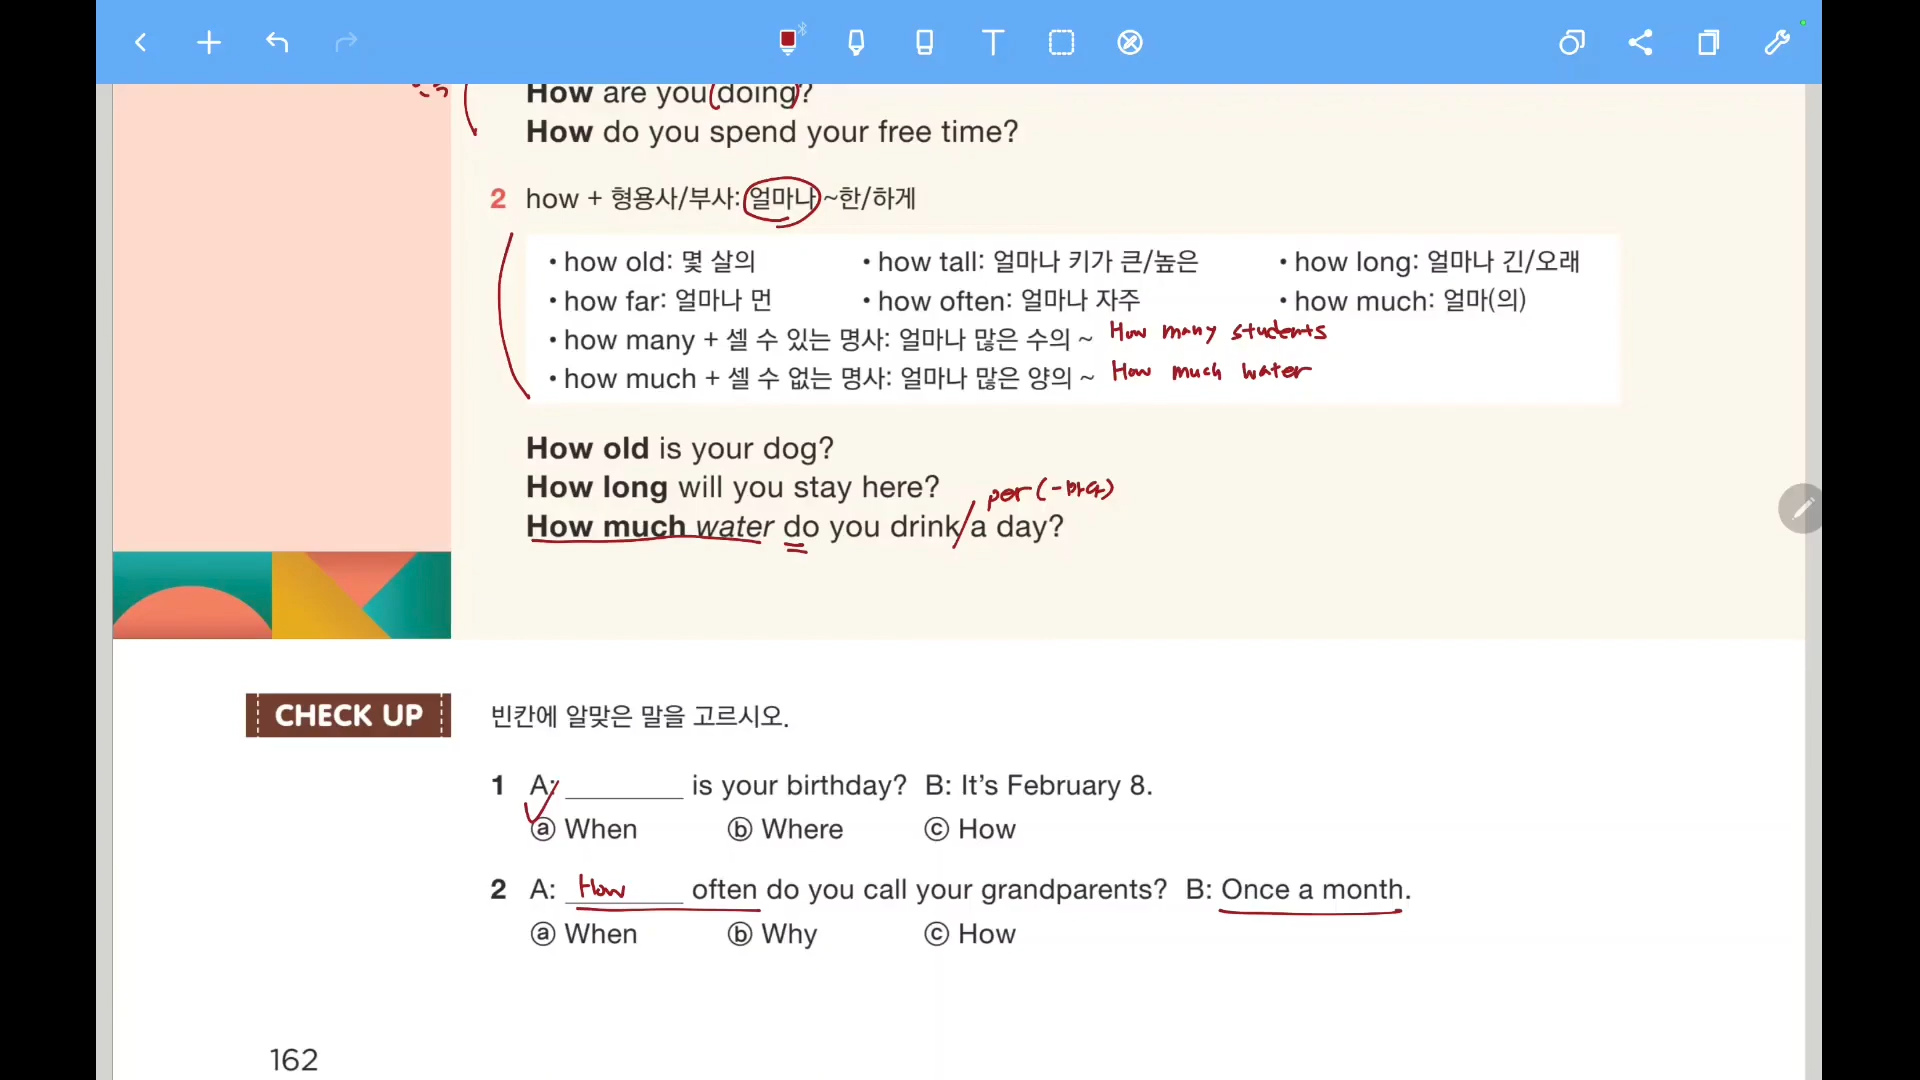 How are you (doing)?
How do you spend your free time?
2 how + 형용사/부사: 얼마나 ~한/하게
• how old: 몇 살의 • how tall: 얼마나 키가 큰/높은 • how long: 얼마나 긴/오래
• how far: 얼마나 먼 • how often: 얼마나 자주 • how much: 얼마(의)
• how many + 셀 수 있는 명사: 얼마나 많은 수의 ~ How many students
• how much + 셀 수 없는 명사: 얼마나 많은 양의 ~ How much water
How old is your dog?
How long will you stay here?
per (-마다)
How much water do you drink / a day?
CHECK UP 빈칸에 알맞은 말을 고르시오.
1 A: ________ is your birthday? B: It's February 8.
ⓐ When ⓑ Where ⓒ How
2 A: How often do you call your grandparents? B: Once a month.
ⓐ When ⓑ Why ⓒ How
162